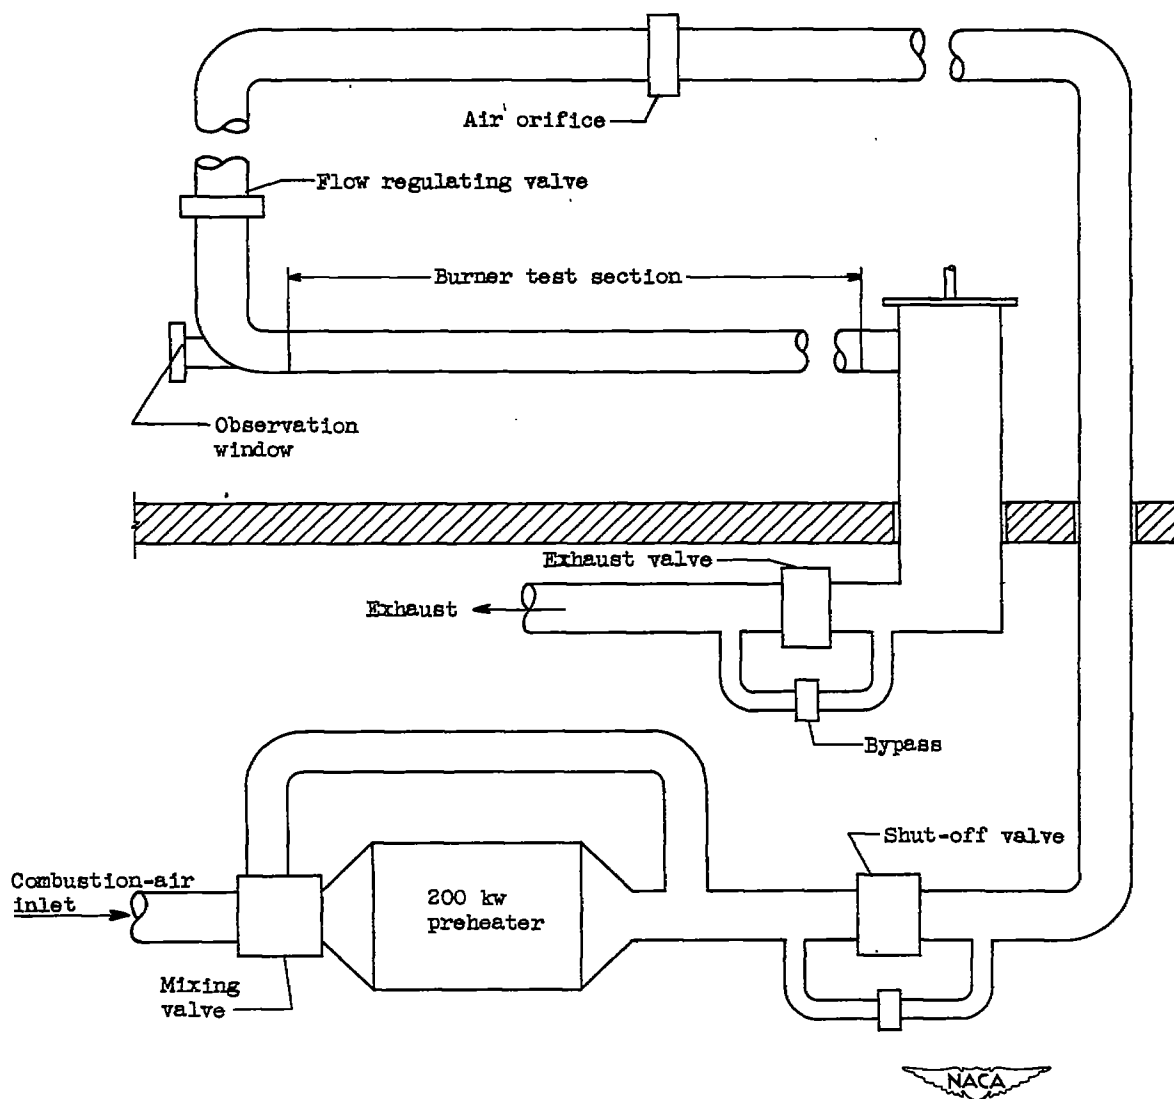 Air orifice
Flow regulating valve
Burner test section
Observation
window
Exhaust valve
Exhaust
Bypass
Shut-off valve
Combustion-air
inlet
200 kw
preheater
Mixing
valve
NACA